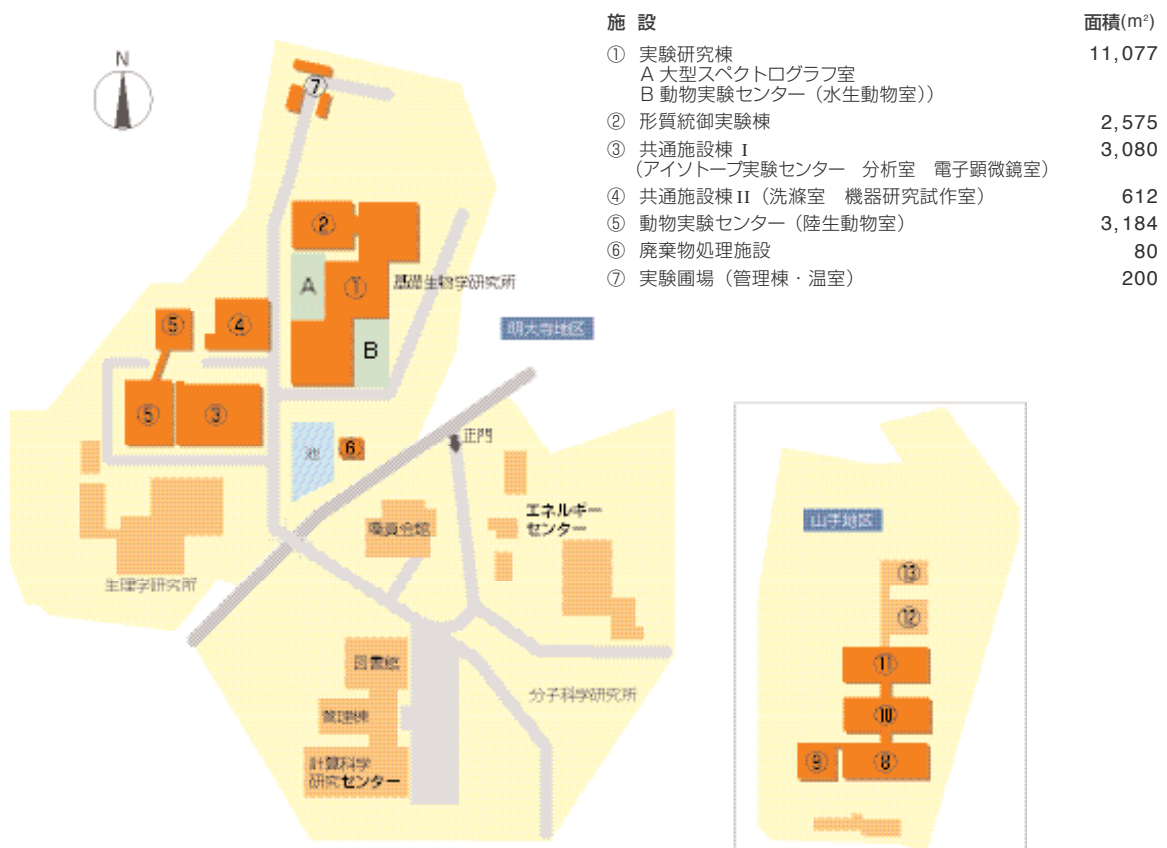 施 設 面積(m²)
① 実験研究棟 11,077
A 大型スペクトログラフ室
B 動物実験センター（水生動物室））
② 形質統御実験棟 2,575
③ 共通施設棟 I 3,080
（アイソトープ実験センター 分析室 電子顕微鏡室）
④ 共通施設棟 II（洗滌室 機器研究試作室） 612
⑤ 動物実験センター（陸生動物室） 3,184
⑥ 廃棄物処理施設 80
⑦ 実験圃場（管理棟・温室） 200
N
⑦
②
A
①
基礎生物学研究所
⑤
④
B
明大寺地区
⑤
③
池
⑥
正門
職員会館
エネルギー
センター
生理学研究所
図書館
管理棟
分子科学研究所
計算科学
研究センター
山手地区
⑬
⑫
⑪
⑩
⑨
⑧